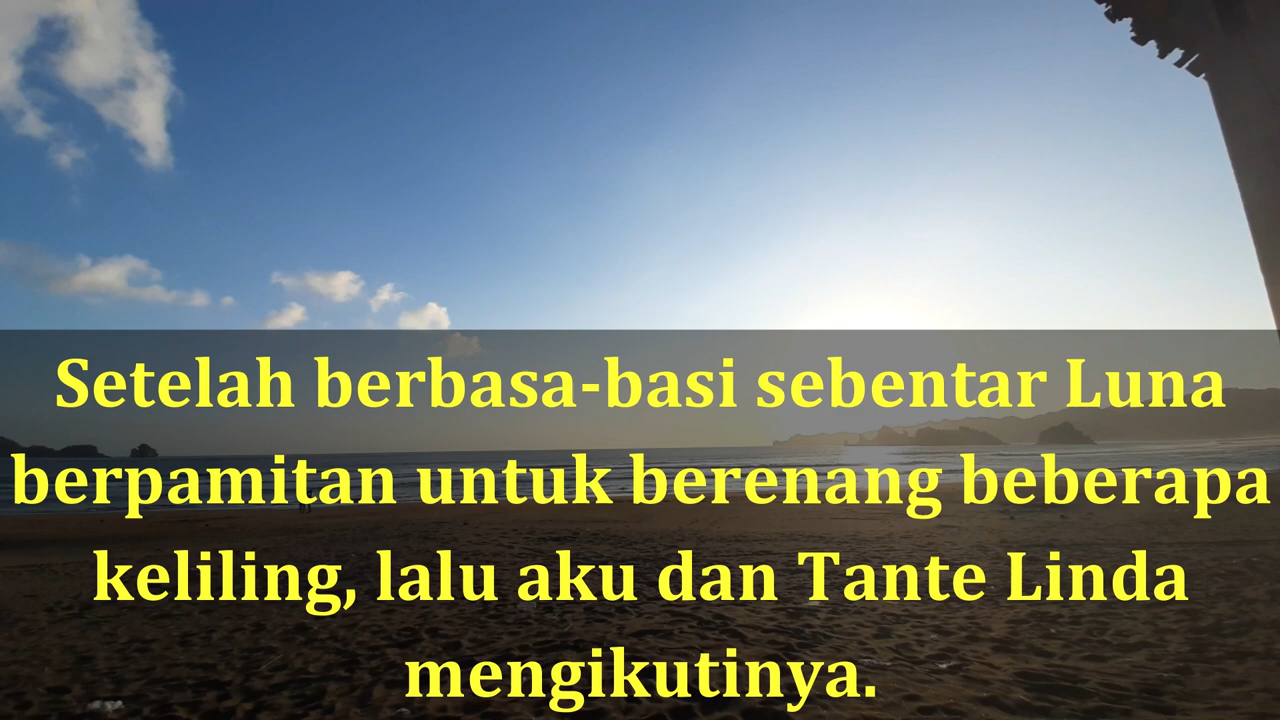 Setelah berbasa-basi sebentar Luna
berpamitan untuk berenang beberapa
keliling, lalu aku dan Tante Linda
mengikutinya.